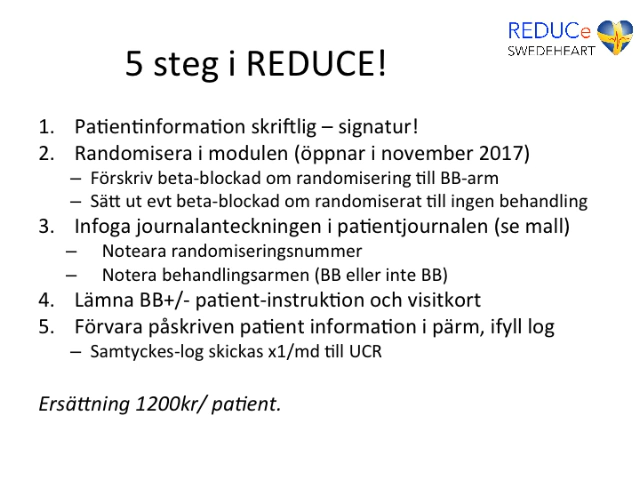 REDUCe
SWEDEHEART
5 steg i REDUCE!
1. Patientinformation skriftlig – signatur!
2. Randomisera i modulen (öppnar i november 2017)
– Förskriv beta-blockad om randomisering till BB-arm
– Sätt ut evt beta-blockad om randomiserat till ingen behandling
3. Infoga journalanteckningen i patientjournalen (se mall)
– Noteara randomiseringsnummer
– Notera behandlingsarmen (BB eller inte BB)
4. Lämna BB+/- patient-instruktion och visitkort
5. Förvara påskriven patient information i pärm, ifyll log
– Samtyckes-log skickas x1/md till UCR
Ersättning 1200kr/ patient.